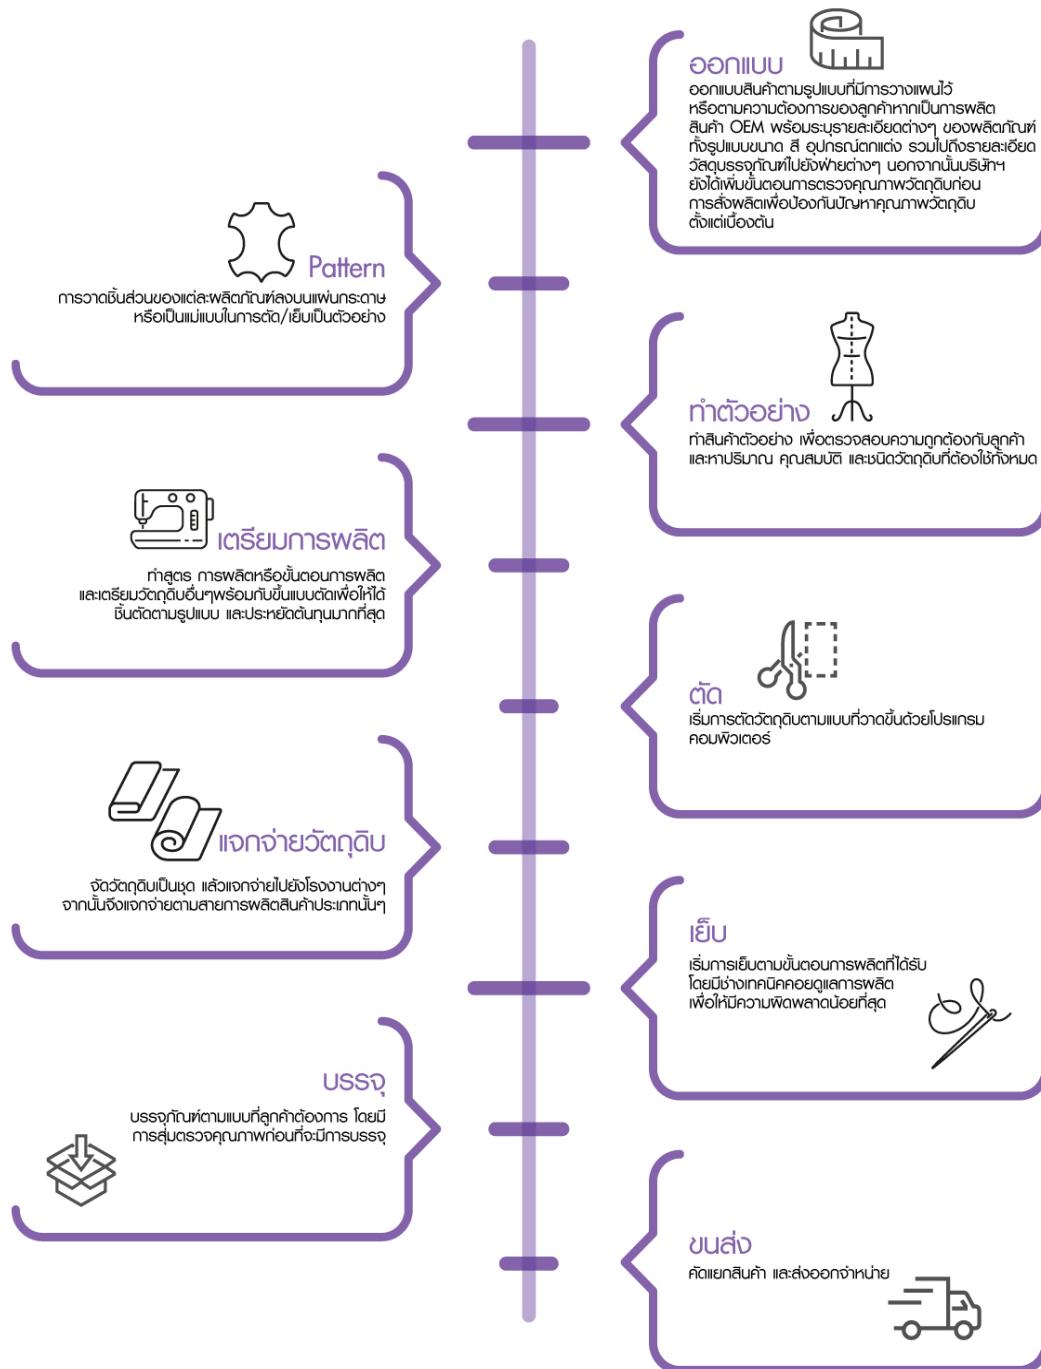 ออกแบบ
ออกแบบสินค้าตามรูปแบบที่มีการวางแผนไว้
หรือตามความต้องการของลูกค้าหากเป็นการผลิต
สินค้า OEM พร้อมระบุรายละเอียดต่างๆ ของผลิตภัณฑ์
ทั้งรูปแบบขนาด สี อุปกรณ์ตกแต่ง รวมไปถึงรายละเอียด
วัสดุบรรจุภัณฑ์ไปยังฝ่ายต่างๆ นอกจากนั้นบริษัทฯ
ยังได้เพิ่มขั้นตอนการตรวจคุณภาพวัตถุดิบก่อน
การสั่งผลิตเพื่อป้องกันปัญหาคุณภาพวัตถุดิบ
ตั้งแต่เบื้องต้น
Pattern
การวาดชิ้นส่วนของแต่ละผลิตภัณฑ์ลงบนแผ่นกระดาษ
หรือเป็นแม่แบบในการตัด/เย็บเป็นตัวอย่าง
ทำตัวอย่าง
ทำสินค้าตัวอย่าง เพื่อตรวจสอบความถูกต้องกับลูกค้า
และหาปริมาณ คุณสมบัติ และชนิดวัตถุดิบที่ต้องใช้ทั้งหมด
เตรียมการผลิต
ทำสูตร การผลิตหรือขั้นตอนการผลิต
และเตรียมวัตถุดิบอื่นๆพร้อมกับขึ้นแบบตัดเพื่อให้ได้
ชิ้นตัดตามรูปแบบ และประหยัดต้นทุนมากที่สุด
ตัด
เริ่มการตัดวัตถุดิบตามแบบที่วาดขึ้นด้วยโปรแกรม
คอมพิวเตอร์
แจกจ่ายวัตถุดิบ
จัดวัตถุดิบเป็นชุด แล้วแจกจ่ายไปยังโรงงานต่างๆ
จากนั้นจึงแจกจ่ายตามสายการผลิตสินค้าประเภทนั้นๆ
เย็บ
เริ่มการเย็บตามขั้นตอนการผลิตที่ได้รับ
โดยมีช่างเทคนิคคอยดูแลการผลิต
เพื่อให้มีความผิดพลาดน้อยที่สุด
บรรจุ
บรรจุภัณฑ์ตามแบบที่ลูกค้าต้องการ โดยมี
การสุ่มตรวจคุณภาพก่อนที่จะมีการบรรจุ
ขนส่ง
คัดแยกสินค้า และส่งออกจำหน่าย